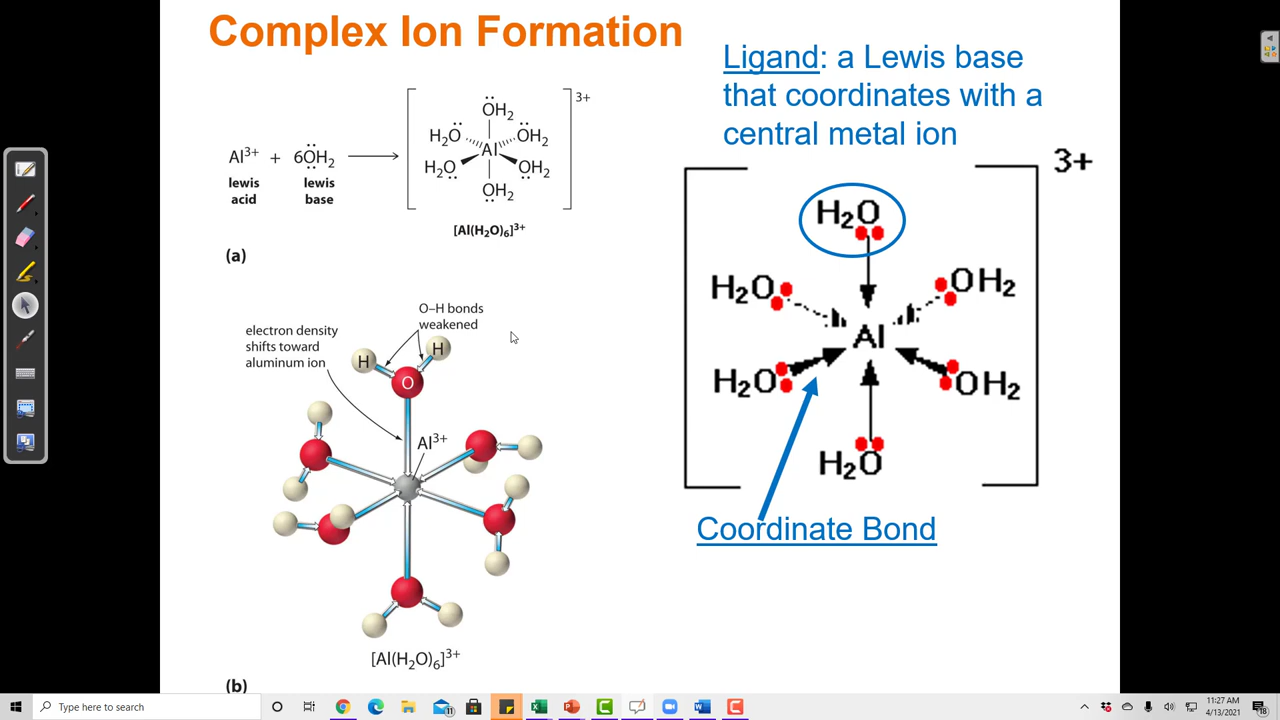 Complex Ion Formation
Ligand: a Lewis base
that coordinates with a
central metal ion
Al³⁺ + 6OH₂
lewis acid
lewis base
3+
OH₂
H₂O
OH₂
Al
H₂O
OH₂
OH₂
[Al(H₂O)₆]³⁺
(a)
3+
H₂O
H₂O
OH₂
Al
H₂O
OH₂
H₂O
Coordinate Bond
O–H bonds
weakened
electron density
shifts toward
aluminum ion
H
H
O
Al³⁺
[Al(H₂O)₆]³⁺
(b)
Type here to search
11
11:27 AM
4/13/2021
18